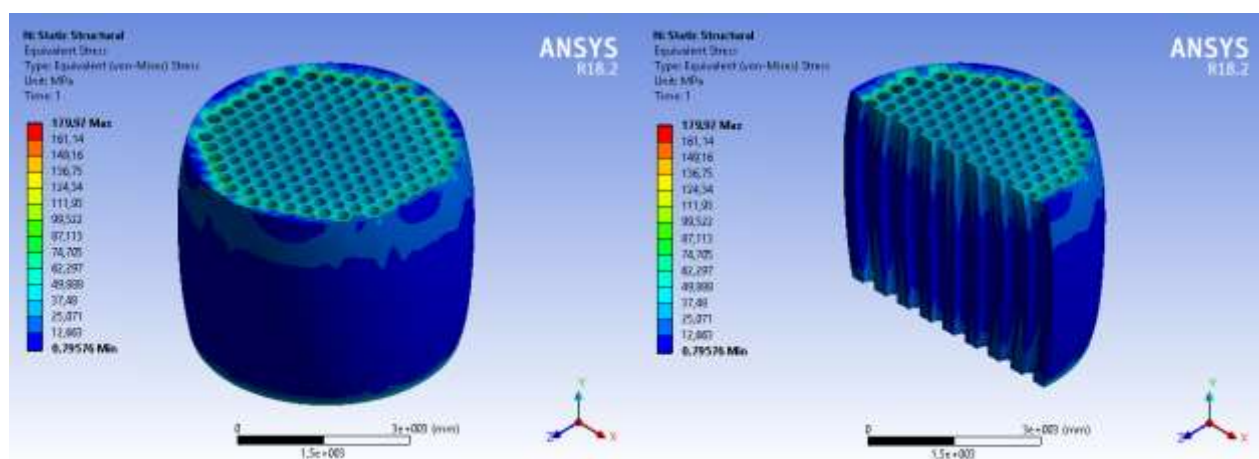 N: Static Structural
Equivalent Stress
Type: Equivalent (von-Mises) Stress
Unit: MPa
Time: 1
ANSYS
R18.2
179,97 Max
161,14
149,16
136,75
124,34
111,93
99,522
87,113
74,705
62,297
49,888
37,48
25,071
12,663
0,79576 Min
0
3e+003 (mm)
1,5e+003
Y
Z
X
N: Static Structural
Equivalent Stress
Type: Equivalent (von-Mises) Stress
Unit: MPa
Time: 1
ANSYS
R18.2
179,97 Max
161,14
149,16
136,75
124,34
111,93
99,522
87,113
74,705
62,297
49,888
37,48
25,071
12,663
0,79576 Min
0
3e+003 (mm)
1,5e+003
Y
Z
X